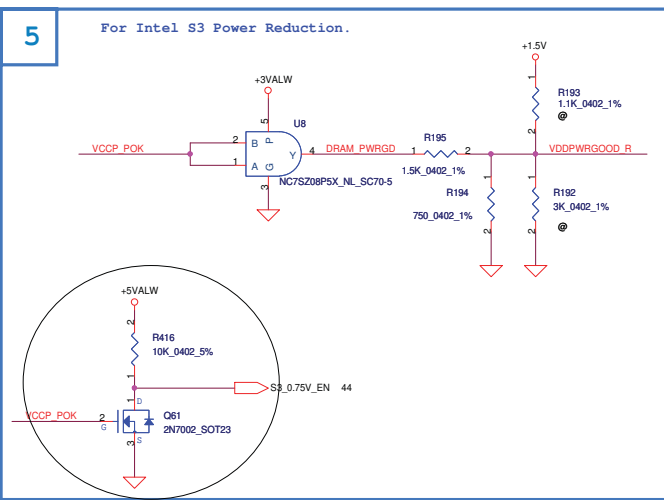 5
For Intel S3 Power Reduction.
+1.5V
+3VALW
1
R193
1.1K_0402_1%
@
2
5
U8
P
VCCP_POK
2
B
1
A
G
Y
4
DRAM_PWRGD
R195
1
2
1.5K_0402_1%
VDDPWRGOOD_R
3
NC7SZ08P5X_NL_SC70-5
1
R194
750_0402_1%
2
1
R192
3K_0402_1%
@
2
+5VALW
2
R416
10K_0402_5%
1
S3_0.75V_EN 44
1
D
VCCP_POK
2
G
Q61
2N7002_SOT23
3
S